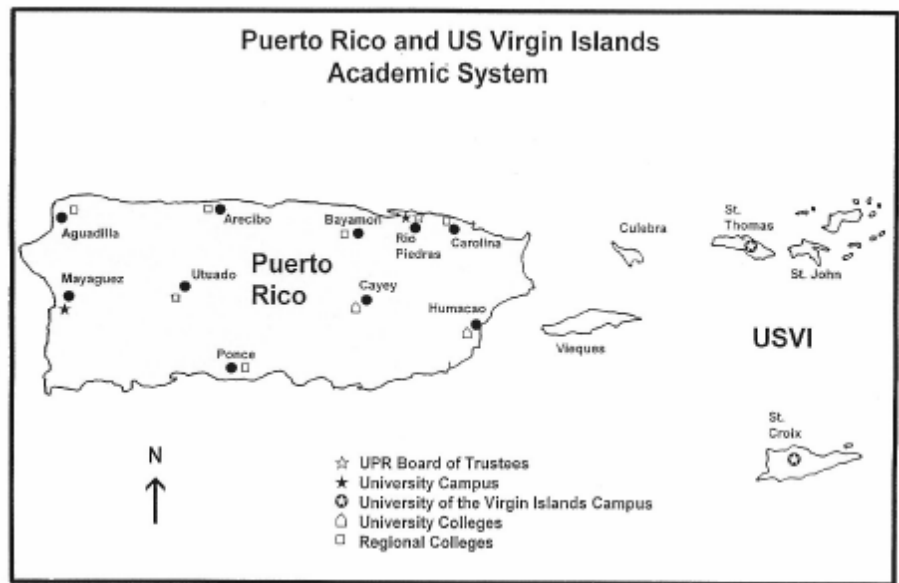 Puerto Rico and US Virgin Islands
Academic System
Aguadilla
Arecibo
Bayamon
Rio
Piedras
Carolina
Culebra
St.
Thomas
St. John
Mayaguez
Utuado
Puerto
Rico
Cayey
Humacao
Vieques
USVI
Ponce
St.
Croix
N
UPR Board of Trustees
University Campus
University of the Virgin Islands Campus
University Colleges
Regional Colleges